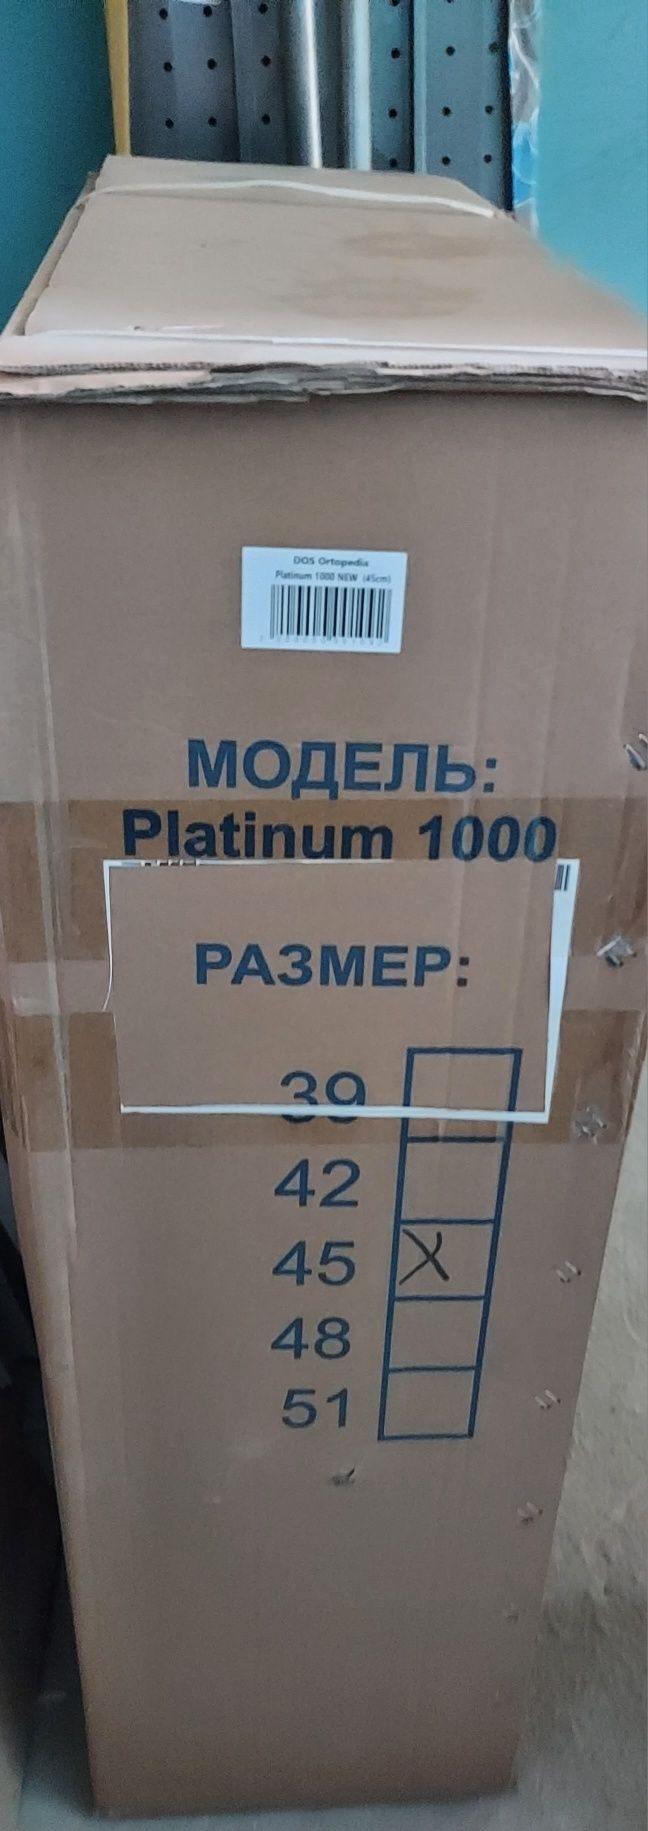 DOS Ortopedia
Platinum 1000 NEW (45cm)
МОДЕЛЬ:
Platinum 1000
РАЗМЕР:
39
42
45 X
48
51